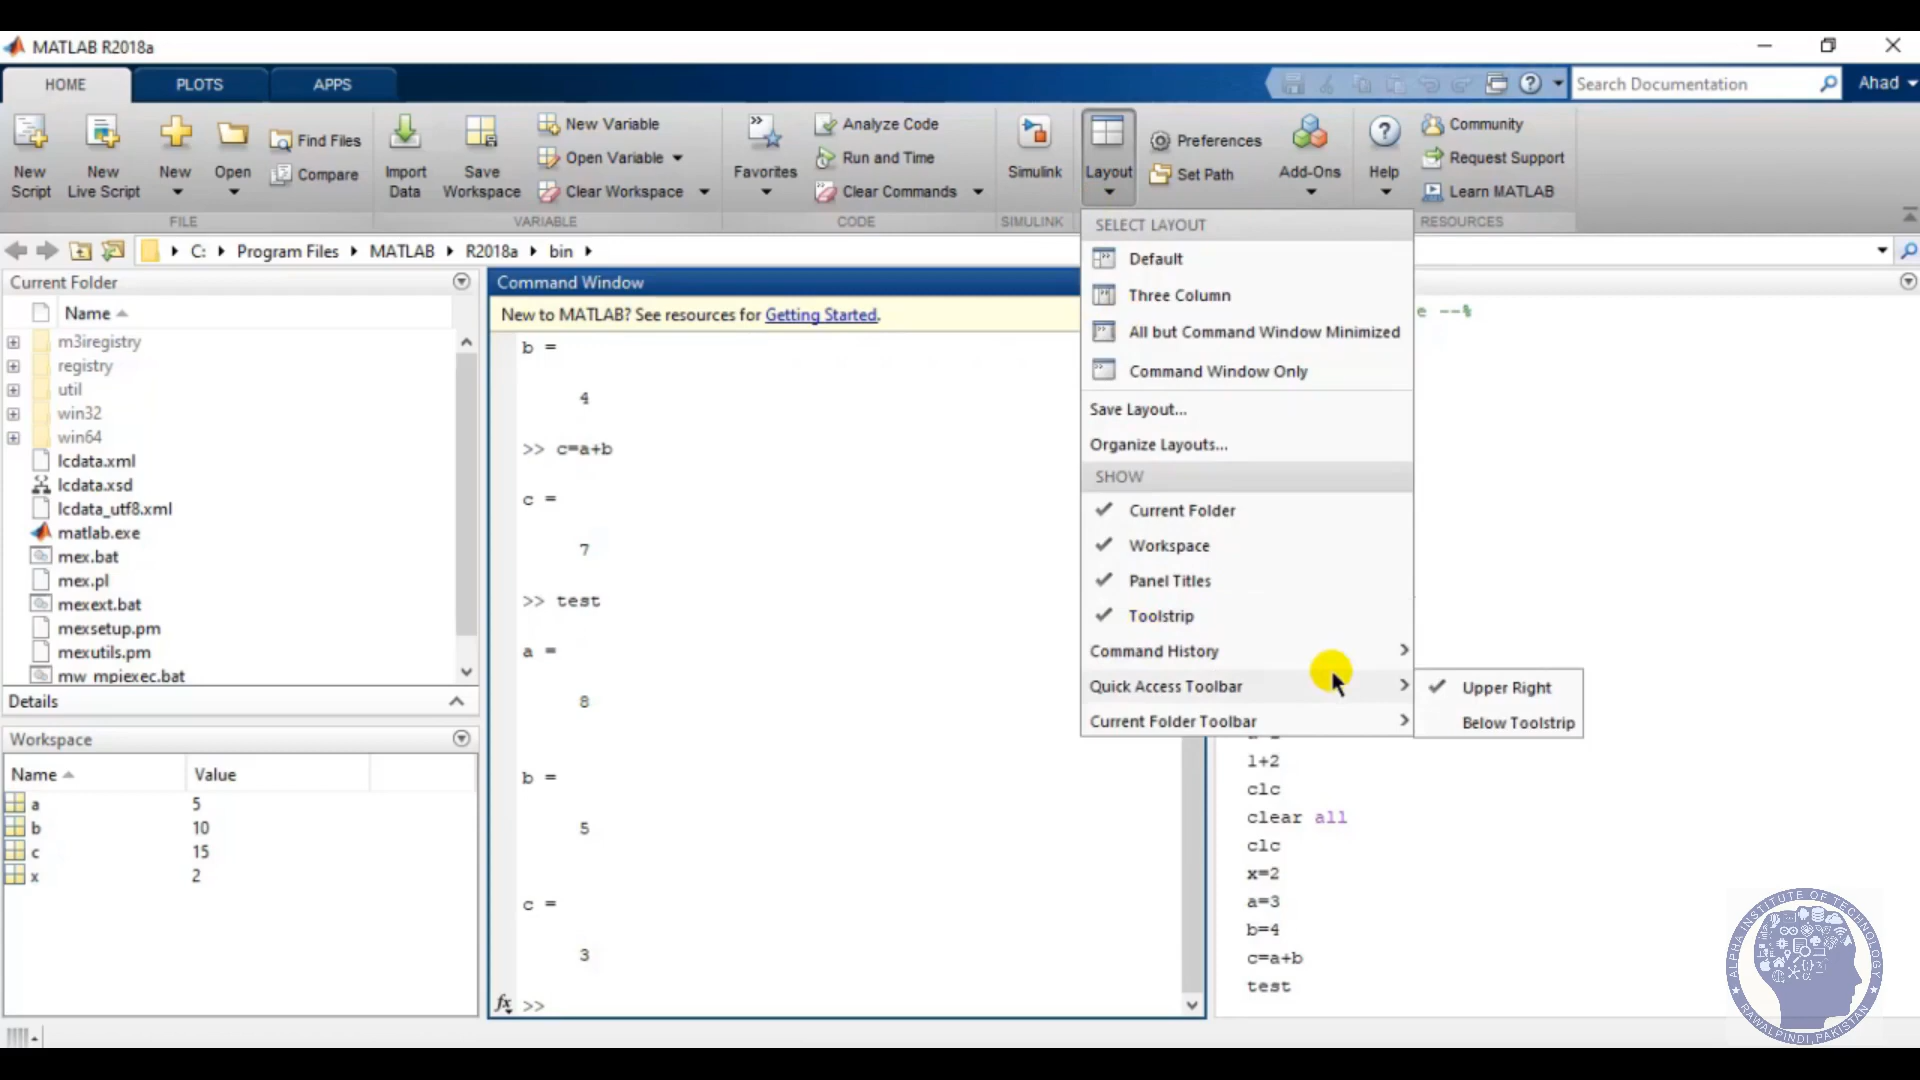 MATLAB R2018a
HOME
PLOTS
APPS
Search Documentation
Ahad
New Script
New Live Script
New
Open
Find Files
Compare
FILE
Import Data
Save Workspace
New Variable
Open Variable
Clear Workspace
VARIABLE
Favorites
Analyze Code
Run and Time
Clear Commands
CODE
Simulink
SIMULINK
Layout
Preferences
Set Path
Add-Ons
Help
Community
Request Support
Learn MATLAB
RESOURCES
C: Program Files MATLAB R2018a bin
Current Folder
Name
m3iregistry
registry
util
win32
win64
lcdata.xml
lcdata.xsd
lcdata_utf8.xml
matlab.exe
mex.bat
mex.pl
mexext.bat
mexsetup.pm
mexutils.pm
mw_mpiexec.bat
Details
Workspace
Name Value
a 5
b 10
c 15
x 2
Command Window
New to MATLAB? See resources for Getting Started.
b =
4
>> c=a+b
c =
7
>> test
a =
8
b =
5
c =
3
fx >>
SELECT LAYOUT
Default
Three Column
All but Command Window Minimized
Command Window Only
Save Layout...
Organize Layouts...
SHOW
Current Folder
Workspace
Panel Titles
Toolstrip
Command History
Quick Access Toolbar
Current Folder Toolbar
Upper Right
Below Toolstrip
e --%
1+2
clc
clear all
clc
x=2
a=3
b=4
c=a+b
test
ALPHA INSTITUTE OF TECHNOLOGY
RAWALPINDI, PAKISTAN